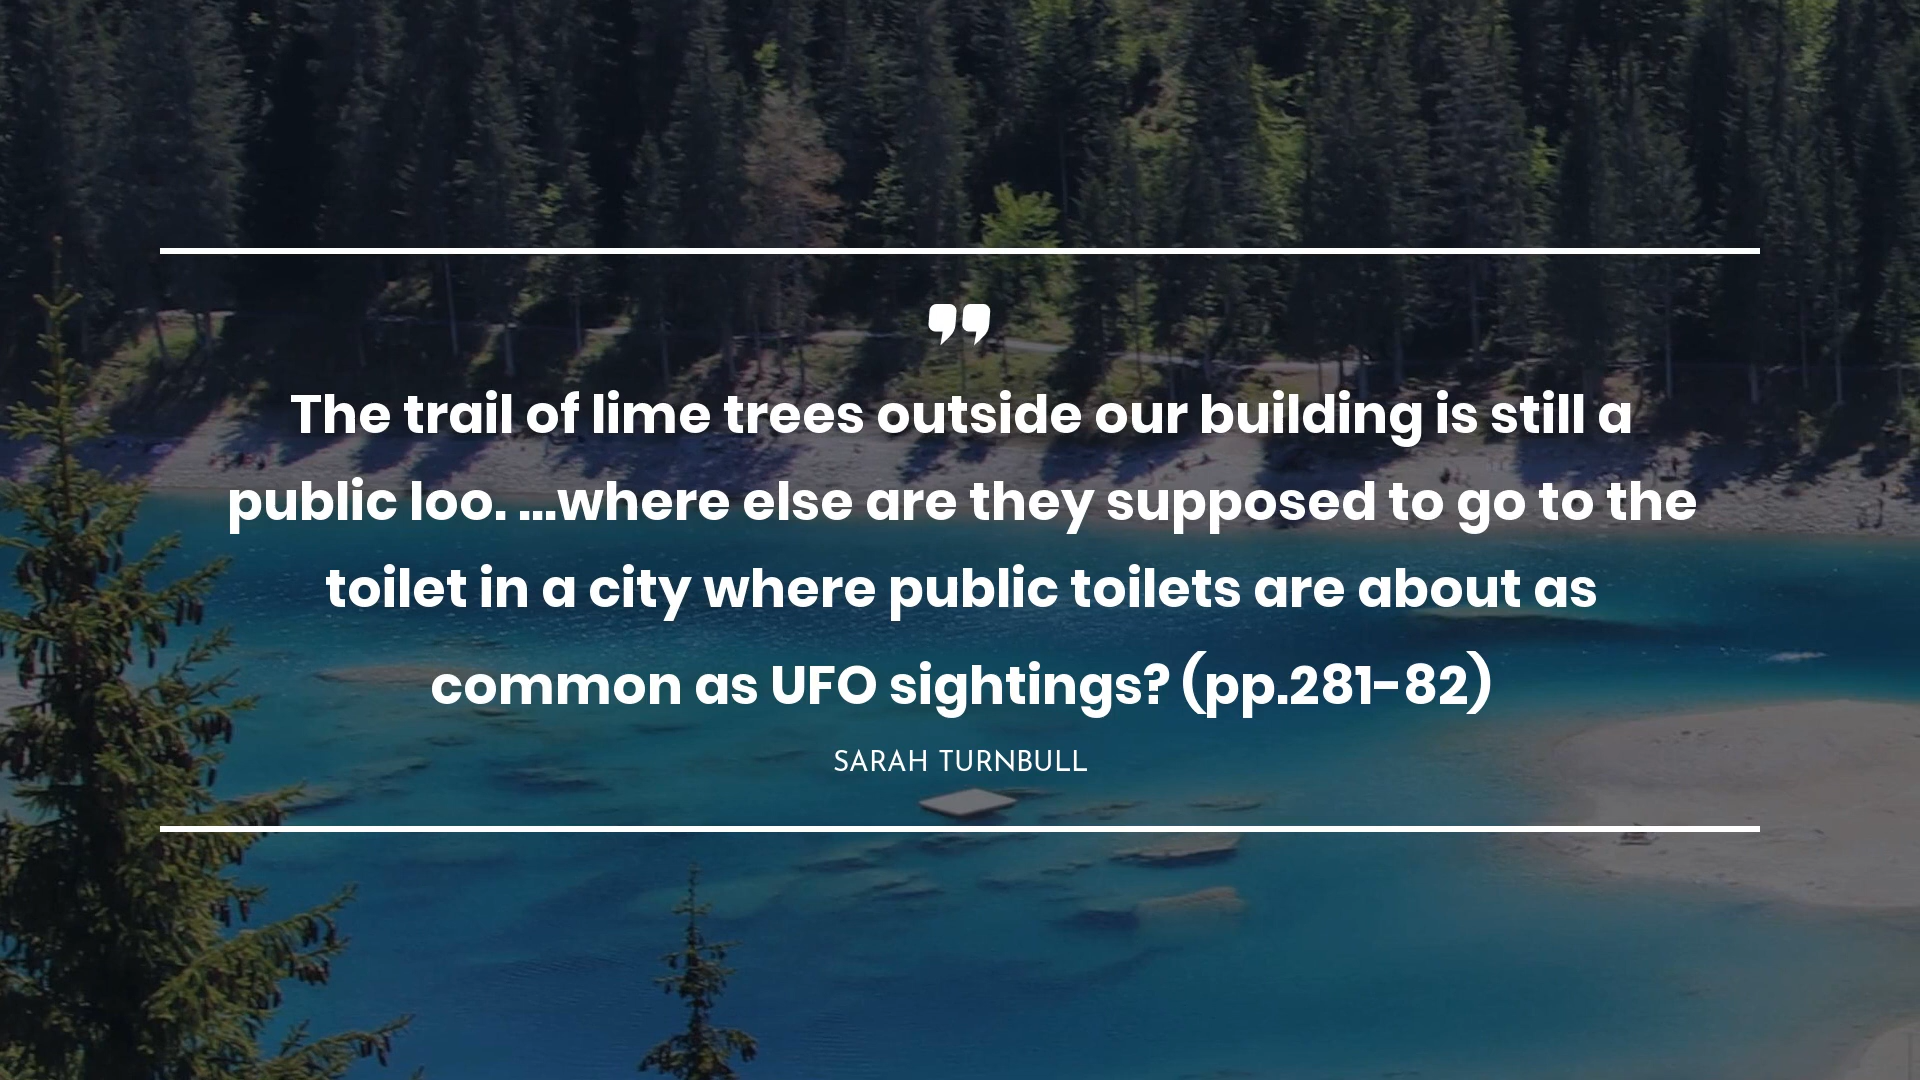 ”
The trail of lime trees outside our building is still a
public loo. ...where else are they supposed to go to the
toilet in a city where public toilets are about as
common as UFO sightings? (pp.281-82)
SARAH TURNBULL